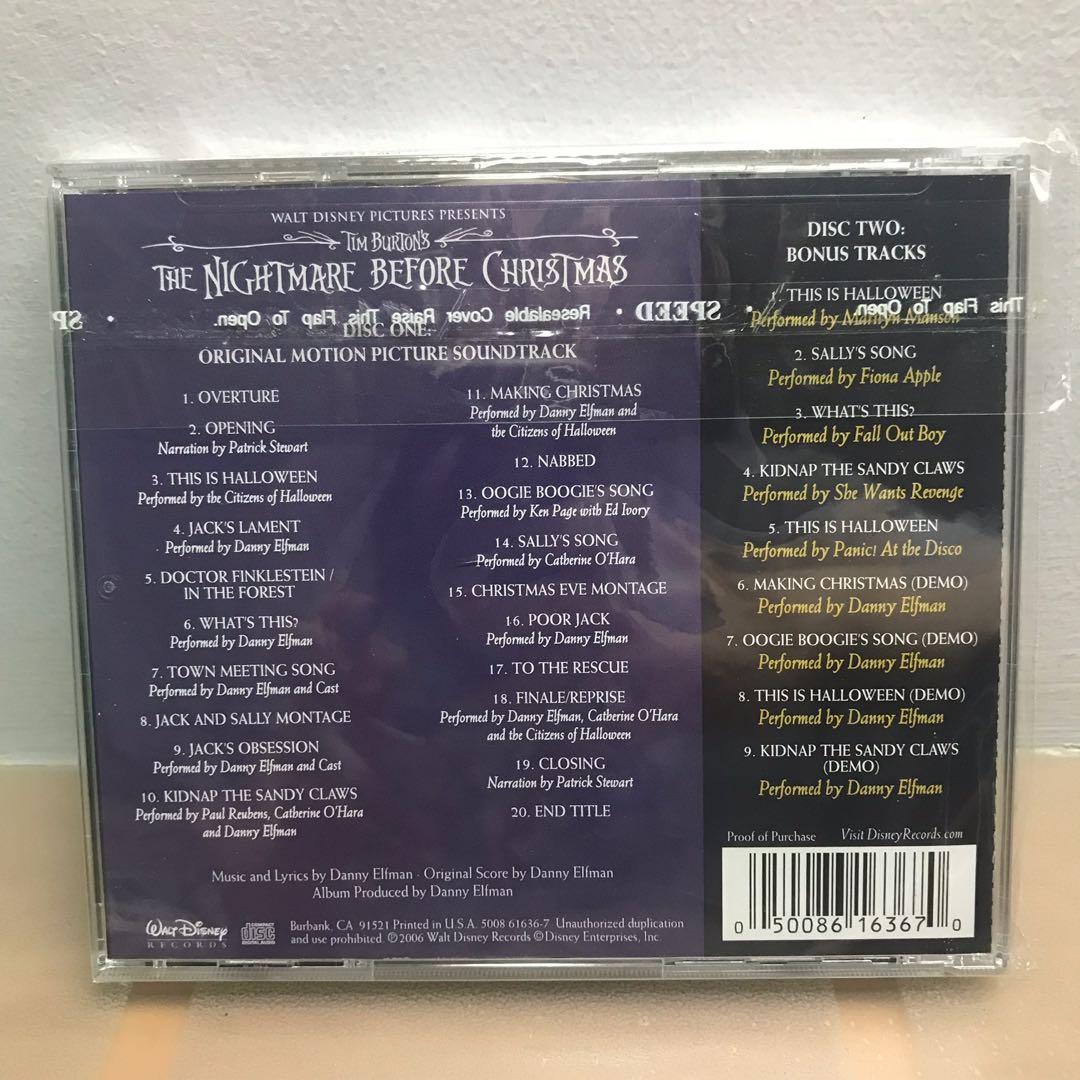 WALT DISNEY PICTURES PRESENTS
TIM BURTON'S
THE NIGHTMARE BEFORE CHRISTMAS
SPEED • Resealable Cover Raise This Flap To Open. •
This Flap To Open. •
SP
DISC ONE:
ORIGINAL MOTION PICTURE SOUNDTRACK
1. OVERTURE
2. OPENING
Narration by Patrick Stewart
3. THIS IS HALLOWEEN
Performed by the Citizens of Halloween
4. JACK'S LAMENT
Performed by Danny Elfman
5. DOCTOR FINKLESTEIN /
IN THE FOREST
6. WHAT'S THIS?
Performed by Danny Elfman
7. TOWN MEETING SONG
Performed by Danny Elfman and Cast
8. JACK AND SALLY MONTAGE
9. JACK'S OBSESSION
Performed by Danny Elfman and Cast
10. KIDNAP THE SANDY CLAWS
Performed by Paul Reubens, Catherine O'Hara
and Danny Elfman
11. MAKING CHRISTMAS
Performed by Danny Elfman and
the Citizens of Halloween
12. NABBED
13. OOGIE BOOGIE'S SONG
Performed by Ken Page with Ed Ivory
14. SALLY'S SONG
Performed by Catherine O'Hara
15. CHRISTMAS EVE MONTAGE
16. POOR JACK
Performed by Danny Elfman
17. TO THE RESCUE
18. FINALE/REPRISE
Performed by Danny Elfman, Catherine O'Hara
and the Citizens of Halloween
19. CLOSING
Narration by Patrick Stewart
20. END TITLE
Music and Lyrics by Danny Elfman · Original Score by Danny Elfman
Album Produced by Danny Elfman
WALT DISNEY
RECORDS
COMPACT
disc
DIGITAL AUDIO
Burbank, CA 91521 Printed in U.S.A. 5008 61636-7 Unauthorized duplication
and use prohibited. ℗2006 Walt Disney Records ©Disney Enterprises, Inc.
DISC TWO:
BONUS TRACKS
1. THIS IS HALLOWEEN
Performed by Marilyn Manson
2. SALLY'S SONG
Performed by Fiona Apple
3. WHAT'S THIS?
Performed by Fall Out Boy
4. KIDNAP THE SANDY CLAWS
Performed by She Wants Revenge
5. THIS IS HALLOWEEN
Performed by Panic! At the Disco
6. MAKING CHRISTMAS (DEMO)
Performed by Danny Elfman
7. OOGIE BOOGIE'S SONG (DEMO)
Performed by Danny Elfman
8. THIS IS HALLOWEEN (DEMO)
Performed by Danny Elfman
9. KIDNAP THE SANDY CLAWS
(DEMO)
Performed by Danny Elfman
Proof of Purchase Visit DisneyRecords.com
0 50086 16367 0